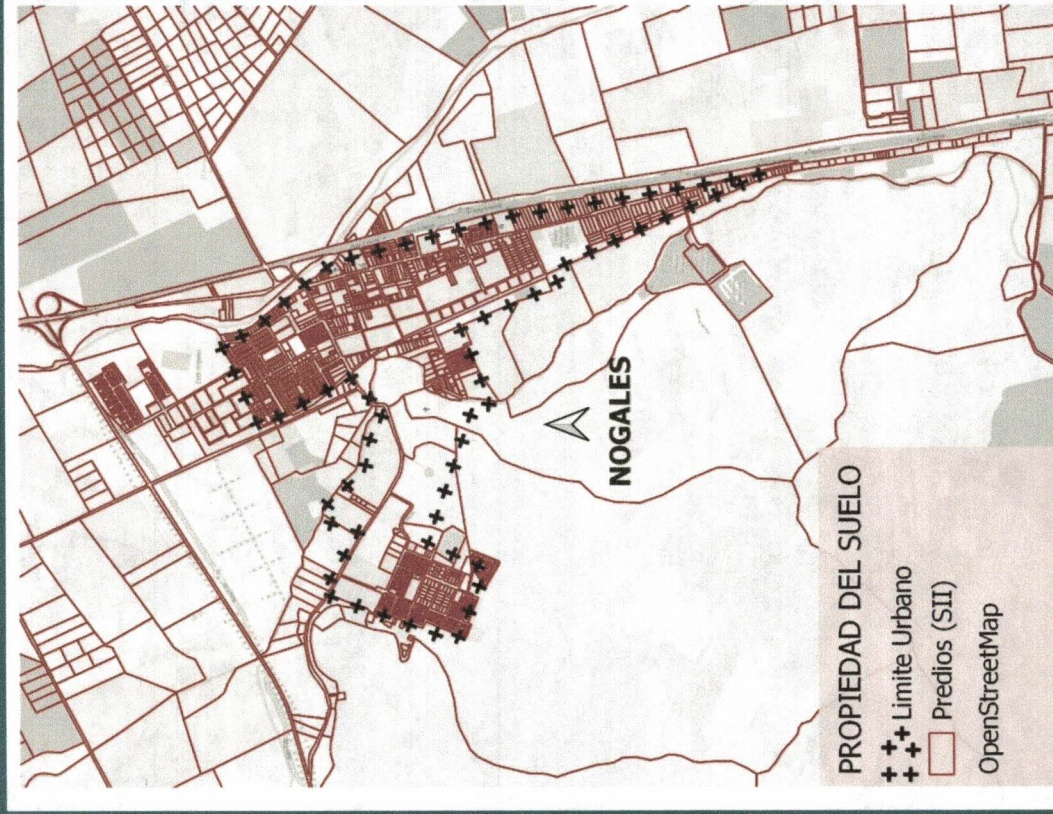 NOGALES
PROPIEDAD DEL SUELO
Limite Urbano
Predios (SII)
OpenStreetMap